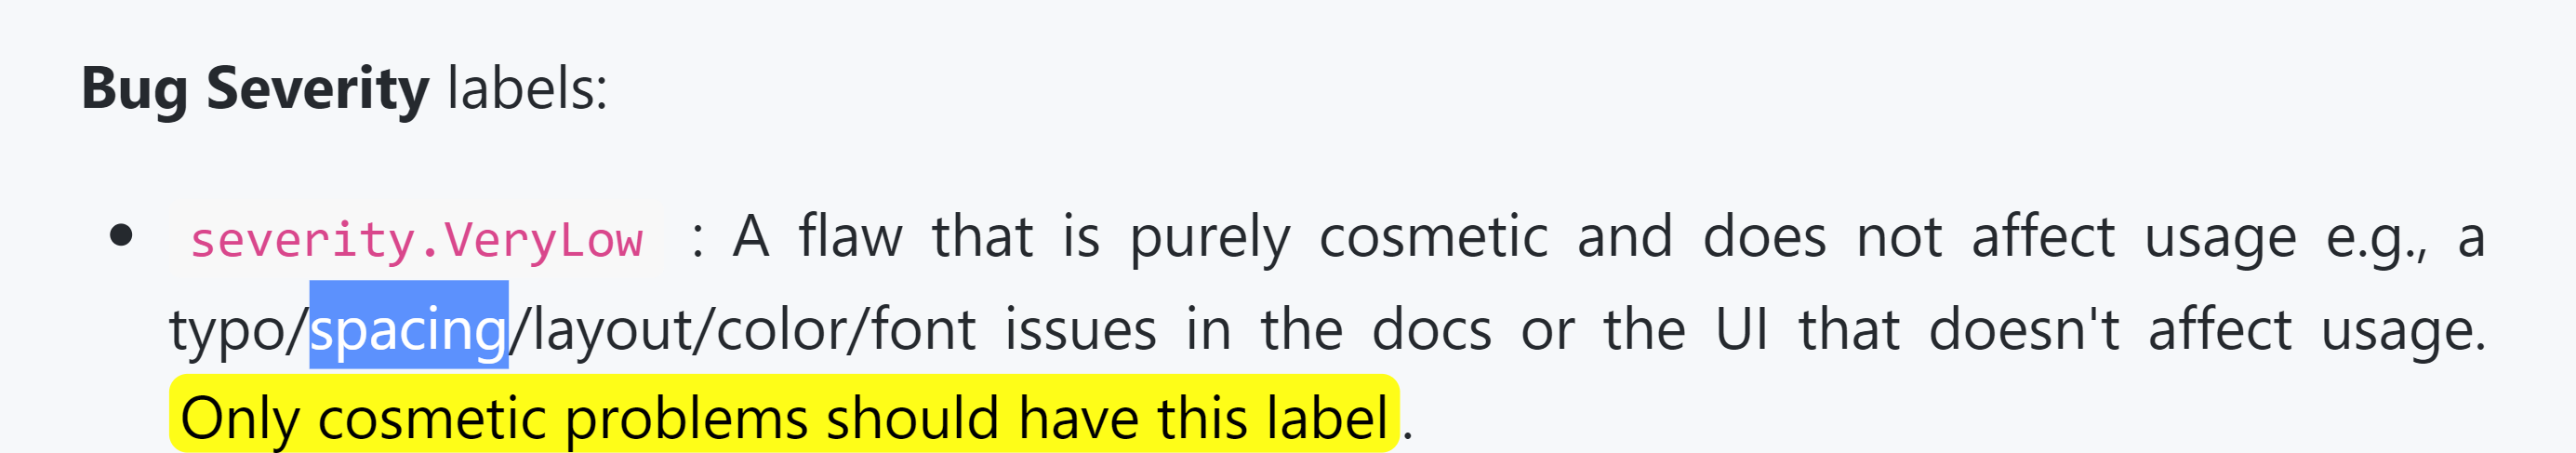 Bug Severity labels:
• severity.VeryLow : A flaw that is purely cosmetic and does not affect usage e.g., a
typo/spacing/layout/color/font issues in the docs or the UI that doesn't affect usage.
Only cosmetic problems should have this label.